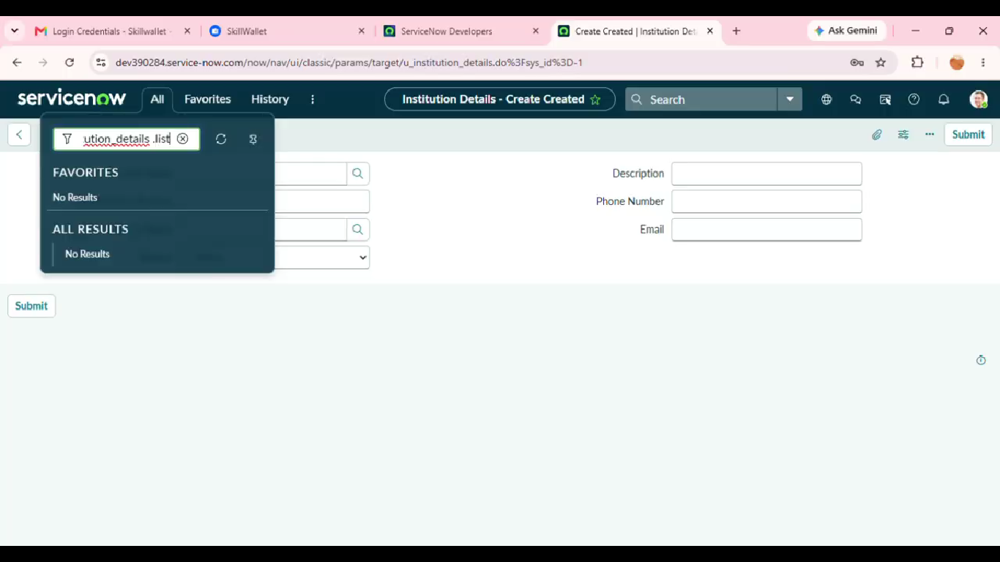 Login Credentials - Skillwallet -
SkillWallet
ServiceNow Developers
Create Created | Institution Deta
Ask Gemini
dev390284.service-now.com/now/nav/ui/classic/params/target/u_institution_details.do%3Fsys_id%3D-1
servicenow
All
Favorites
History
Institution Details - Create Created
Search
ution_details .list
Submit
FAVORITES
No Results
ALL RESULTS
No Results
Description
Phone Number
Email
Submit